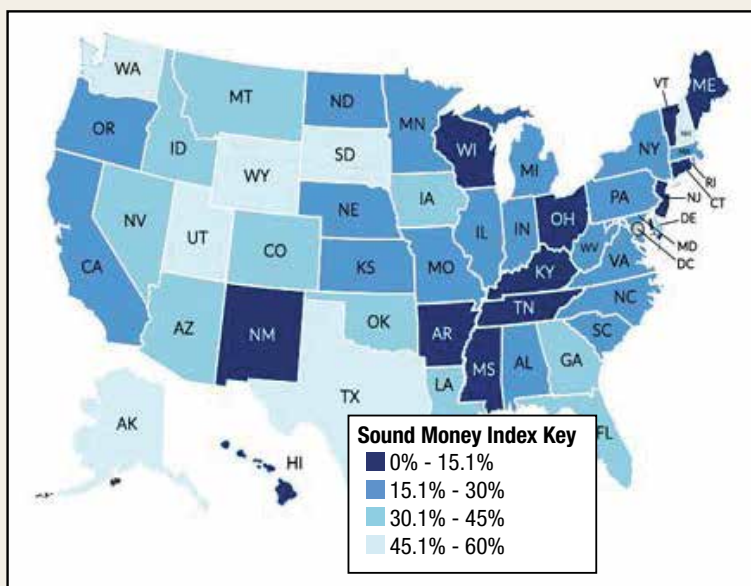 WA
MT
ND
MN
VT
ME
OR
ID
SD
WI
NH
WY
MI
NY
MA
RI
CT
NJ
NV
NE
IA
PA
DE
UT
CO
IL
IN
OH
WV
MD
DC
CA
KS
MO
KY
VA
AZ
NM
OK
AR
TN
NC
SC
TX
LA
MS
AL
GA
AK
HI
FL
Sound Money Index Key
0% - 15.1%
15.1% - 30%
30.1% - 45%
45.1% - 60%